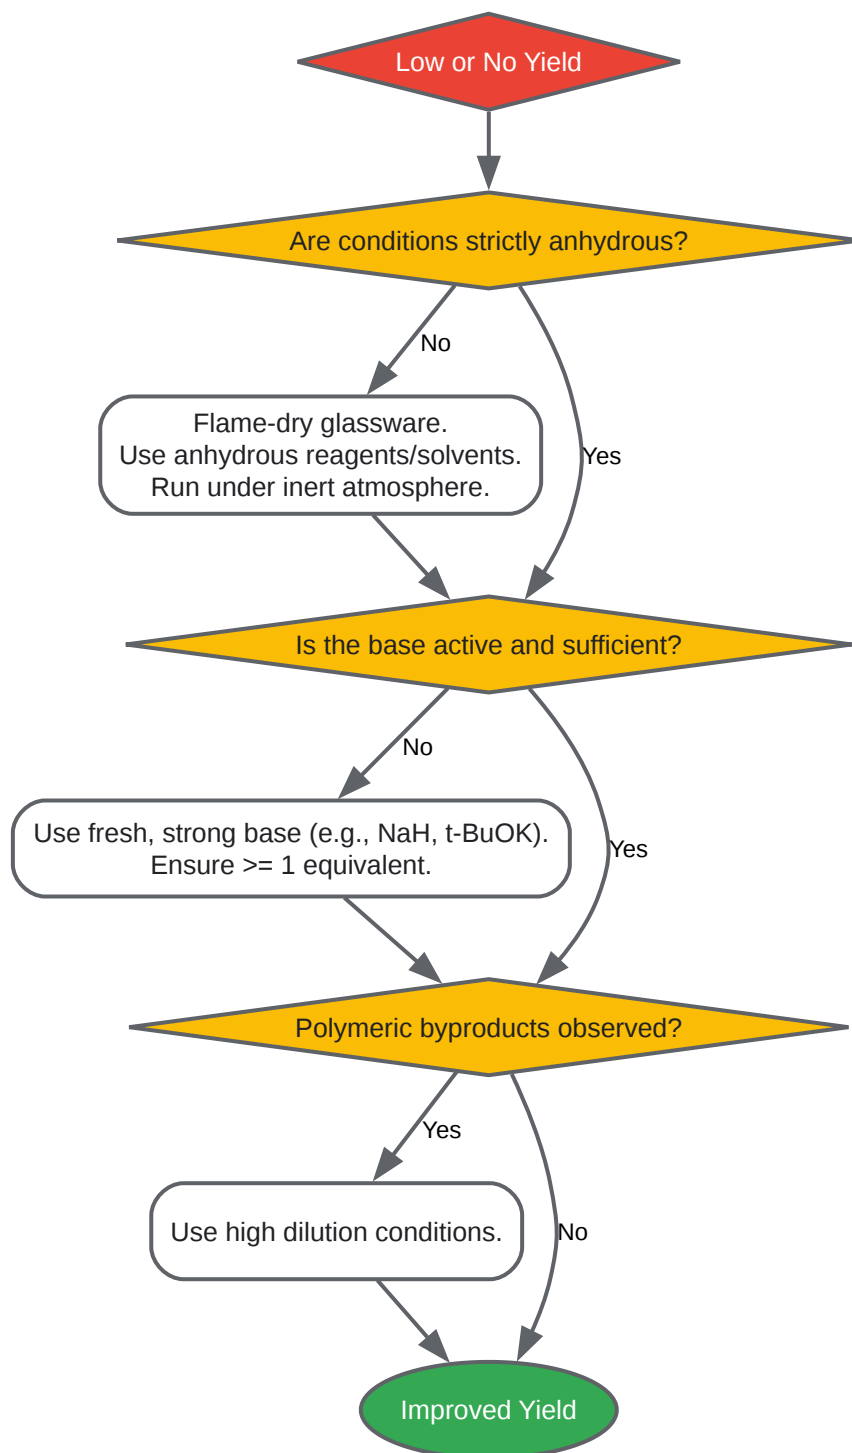 Low or No Yield
Are conditions strictly anhydrous?
No
Flame-dry glassware.
Use anhydrous reagents/solvents.
Run under inert atmosphere.
Yes
Is the base active and sufficient?
No
Use fresh, strong base (e.g., NaH, t-BuOK).
Ensure >= 1 equivalent.
Yes
Polymeric byproducts observed?
Yes
Use high dilution conditions.
No
Improved Yield